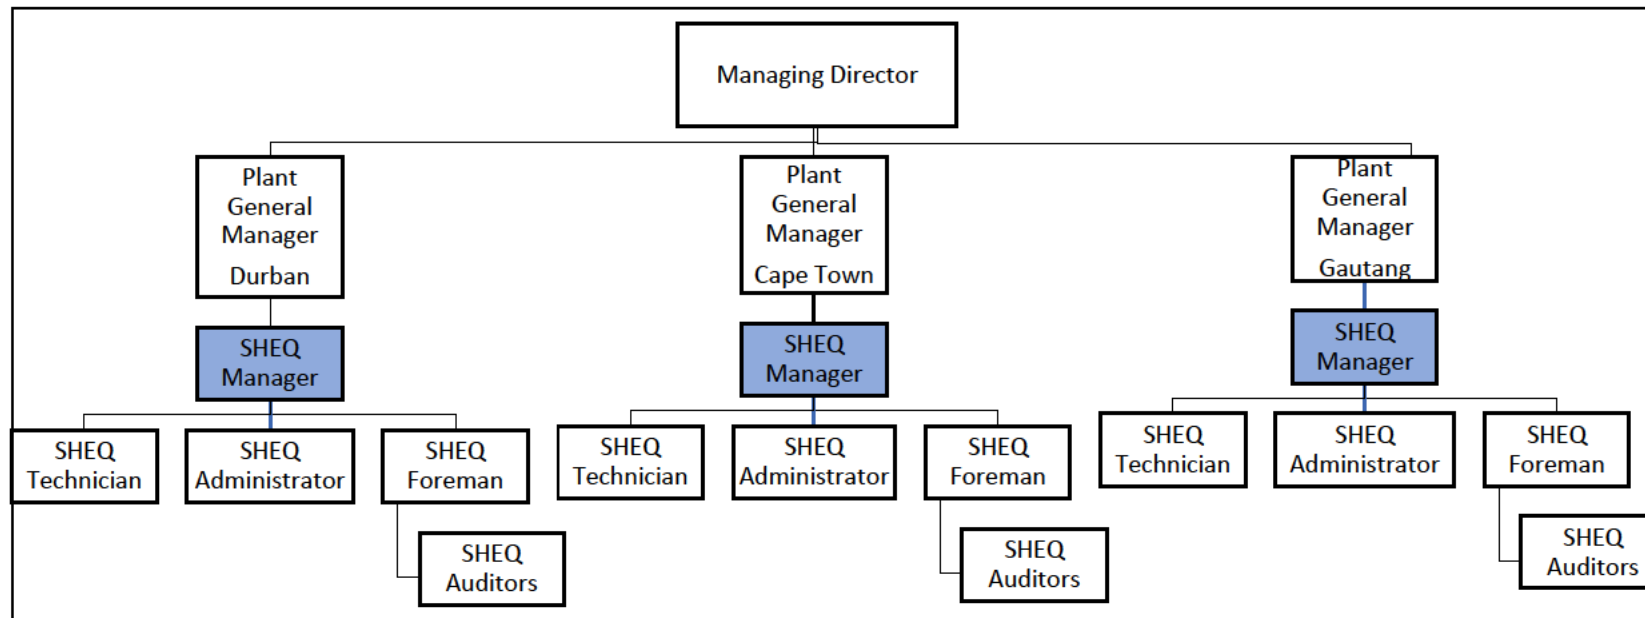 Managing Director
Plant
General
Manager
Durban
Plant
General
Manager
Cape Town
Plant
General
Manager
Gautang
SHEQ
Manager
SHEQ
Manager
SHEQ
Manager
SHEQ
Technician
SHEQ
Administrator
SHEQ
Foreman
SHEQ
Technician
SHEQ
Administrator
SHEQ
Foreman
SHEQ
Technician
SHEQ
Administrator
SHEQ
Foreman
SHEQ
Auditors
SHEQ
Auditors
SHEQ
Auditors